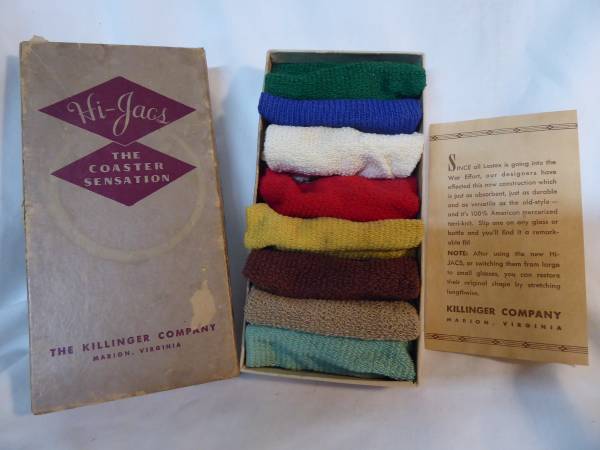 Hi-Jacs
THE
COASTER
SENSATION
THE KILLINGER COMPANY
MARION, VIRGINIA
SINCE all Lastex is going into the
War Effort, our designers have
effected this new construction which
is just as absorbent, just as durable
and as versatile as the old-style —
and it's 100% American mercerized
terri-knit. Slip one on any glass or
bottle and you'll find it a remark-
able fit!
NOTE: After using the new HI-
JACS, or switching them from large
to small glasses, you can restore
their original shape by stretching
lengthwise.
KILLINGER COMPANY
MARION, VIRGINIA